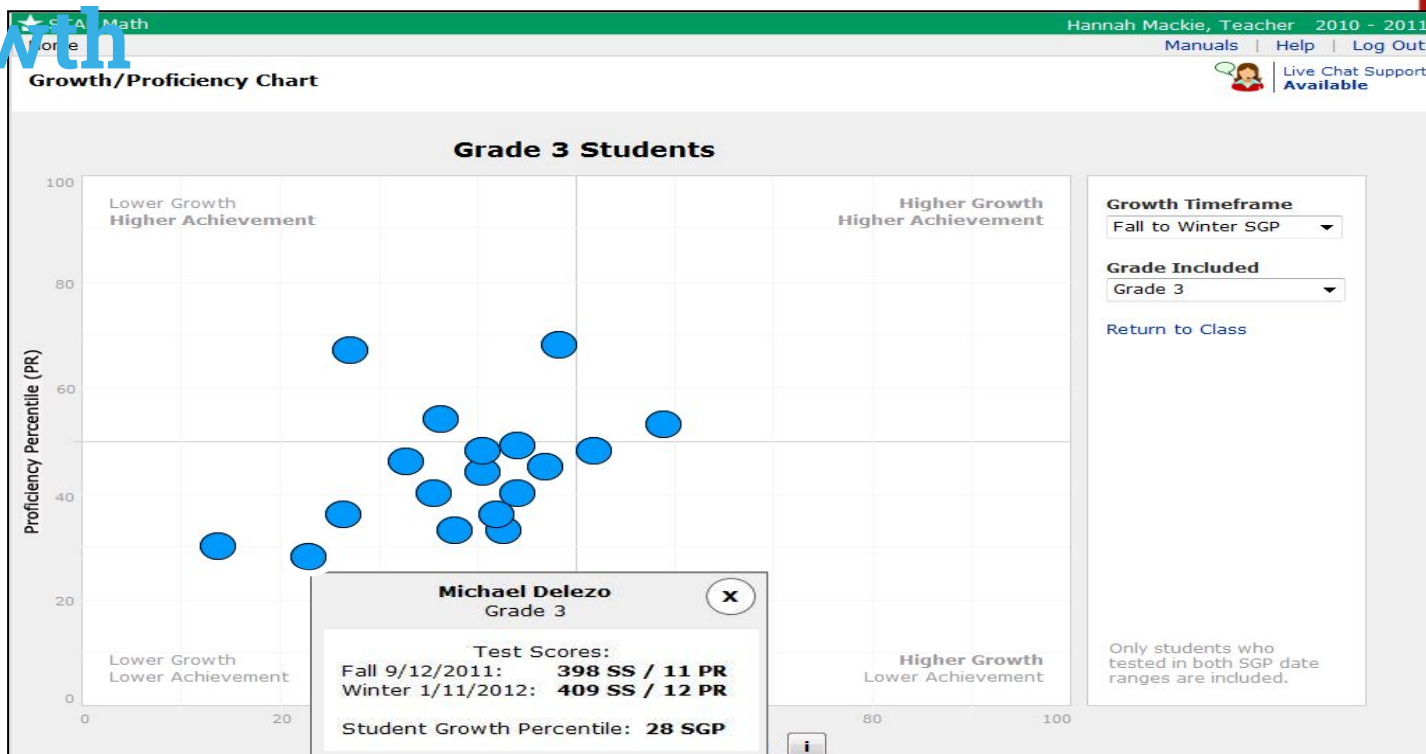 wth
Math
Hannah Mackie, Teacher 2010 - 2011
Home
Manuals | Help | Log Out
Growth/Proficiency Chart
Live Chat Support
Available
Grade 3 Students
100
Lower Growth
Higher Achievement
Higher Growth
Higher Achievement
Growth Timeframe
Fall to Winter SGP
80
Grade Included
Grade 3
Return to Class
Proficiency Percentile (PR)
60
40
20
Michael Delezo
Grade 3
X
Test Scores:
Fall 9/12/2011: 398 SS / 11 PR
Winter 1/11/2012: 409 SS / 12 PR
Student Growth Percentile: 28 SGP
Lower Growth
Lower Achievement
Higher Growth
Lower Achievement
Only students who
tested in both SGP date
ranges are included.
0
0
20
80
100
i